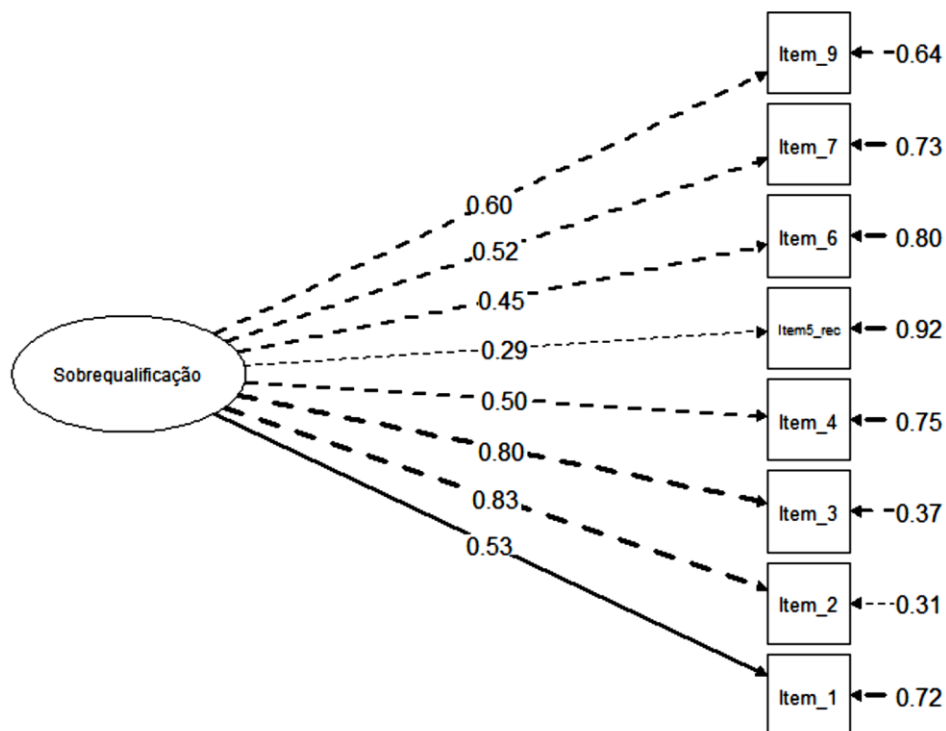 Item_9
0.64
Item_7
0.73
0.60
Item_6
0.80
0.52
0.45
Item5_rec
0.92
0.29
Sobrequalificação
0.50
Item_4
0.75
0.80
0.83
Item_3
0.37
0.53
Item_2
0.31
Item_1
0.72